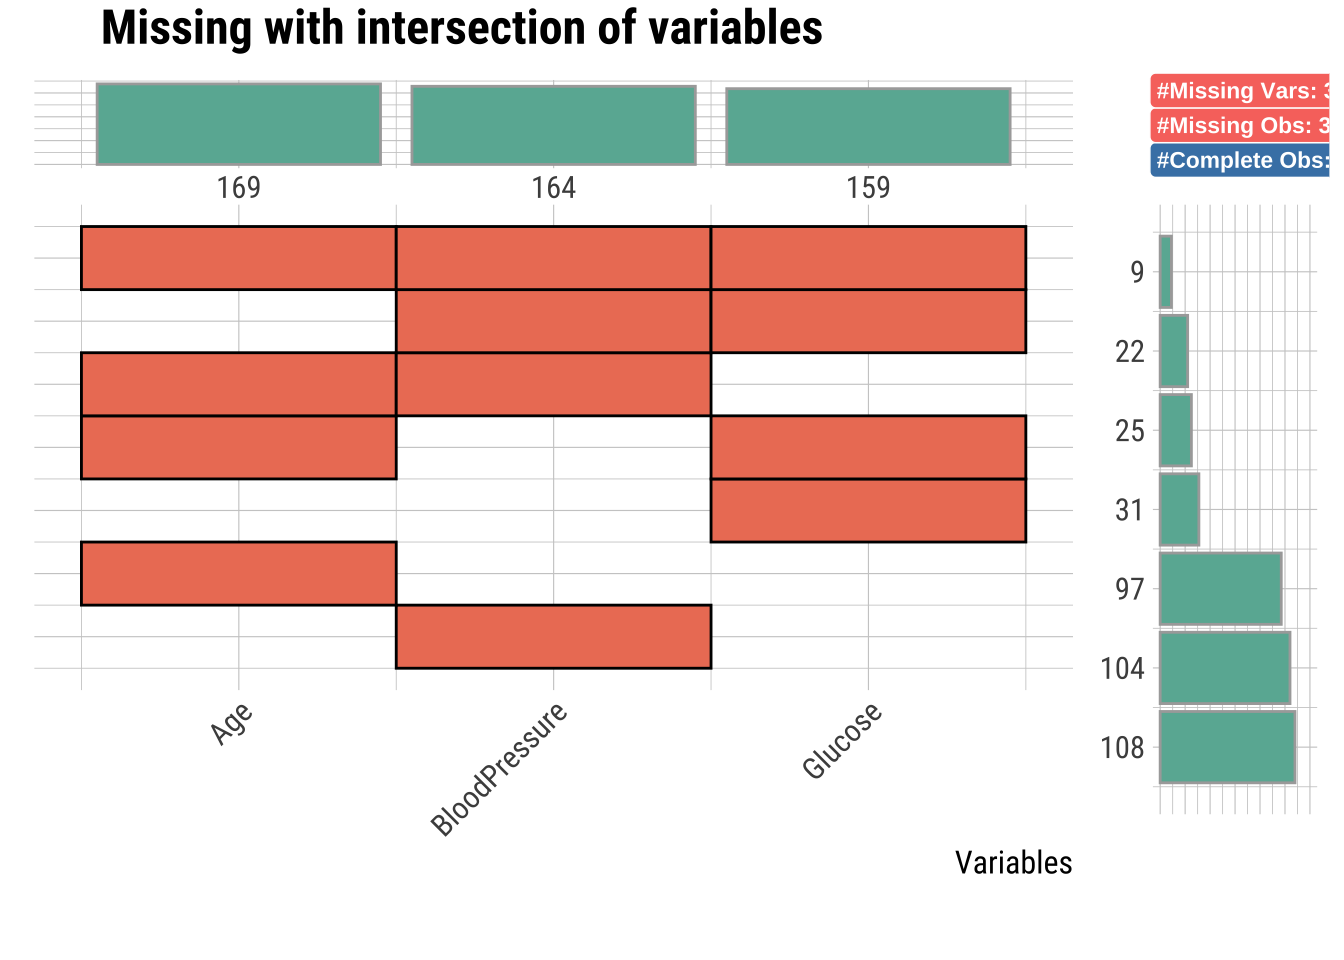 Missing with intersection of variables
#Missing Vars: 3
#Missing Obs: 3
#Complete Obs:
169 164 159
9
22
25
31
97
104
108
Age BloodPressure Glucose
Variables